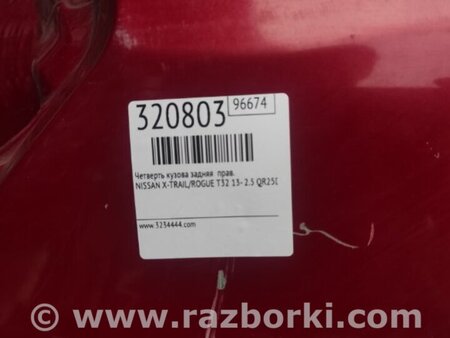 320803 96674
Четверть кузова задняя прав.
NISSAN X-TRAIL/ROGUE T32 13- 2.5 QR25
www.3234444.com
© www.razborki.com